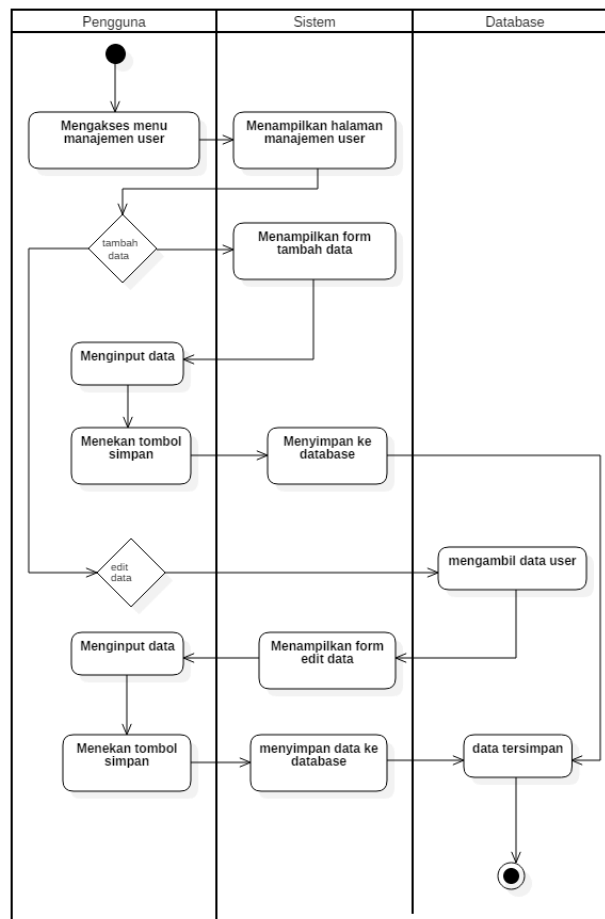 Pengguna
Sistem
Database
Mengakses menu
manajemen user
Menampilkan halaman
manajemen user
tambah
data
Menampilkan form
tambah data
Menginput data
Menekan tombol
simpan
Menyimpan ke
database
edit
data
mengambil data user
Menginput data
Menampilkan form
edit data
Menekan tombol
simpan
menyimpan data ke
database
data tersimpan